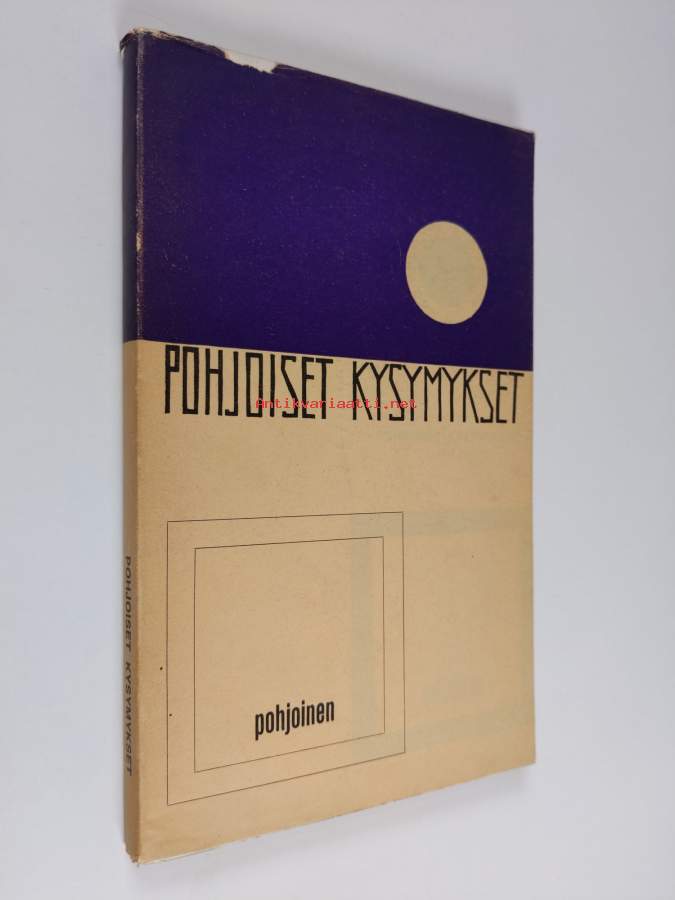 POHJOISET KYSYMYKSET
Antikvariaatti.net
pohjoinen
POHJOISET KYSYMYKSET